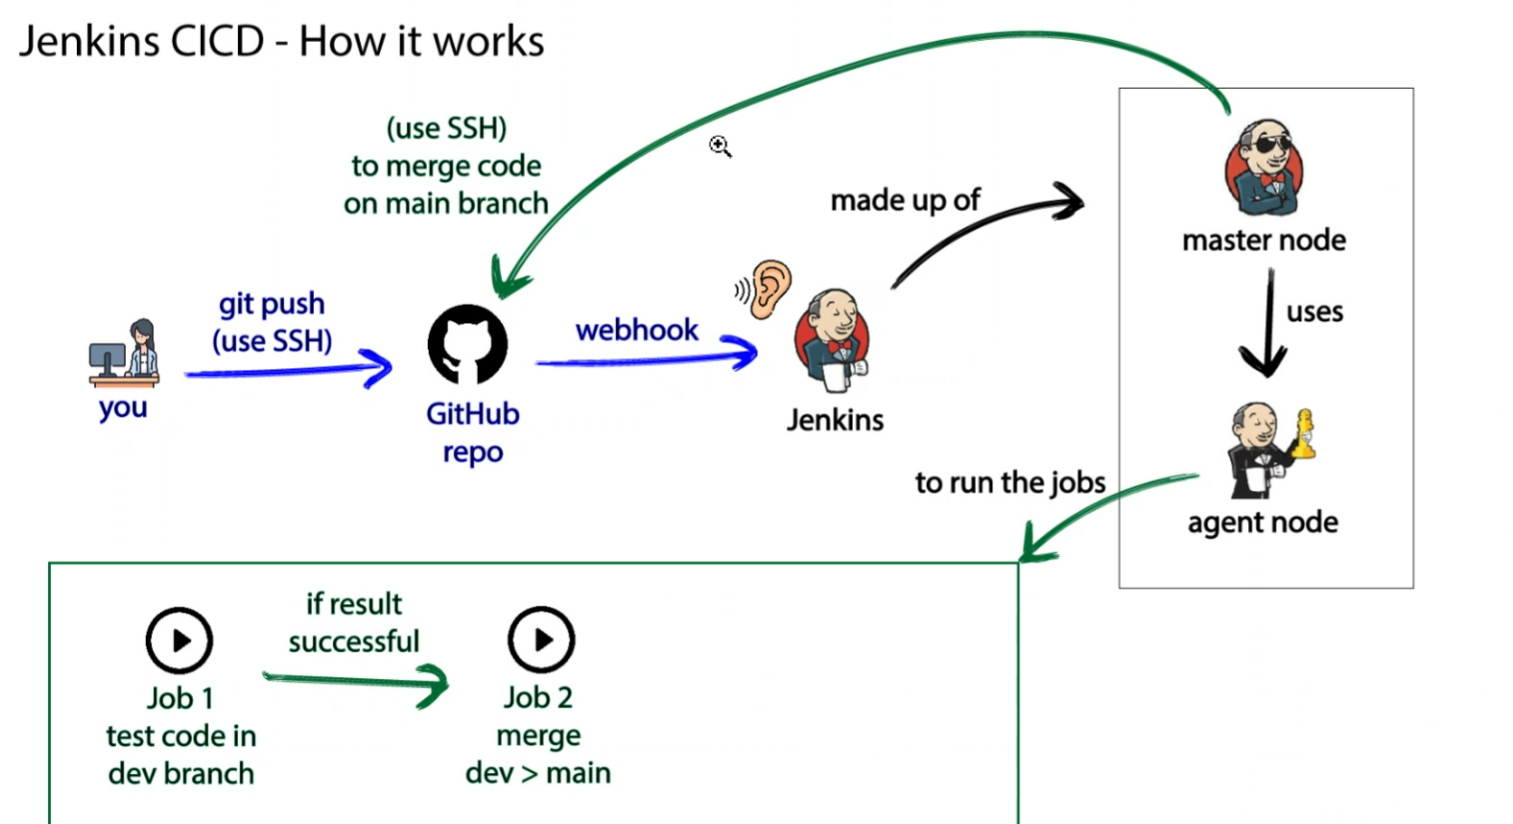 Jenkins CICD - How it works
(use SSH)
to merge code
on main branch
made up of
master node
uses
git push
(use SSH)
webhook
you
GitHub
repo
Jenkins
to run the jobs
agent node
if result
successful
Job 1
test code in
dev branch
Job 2
merge
dev > main